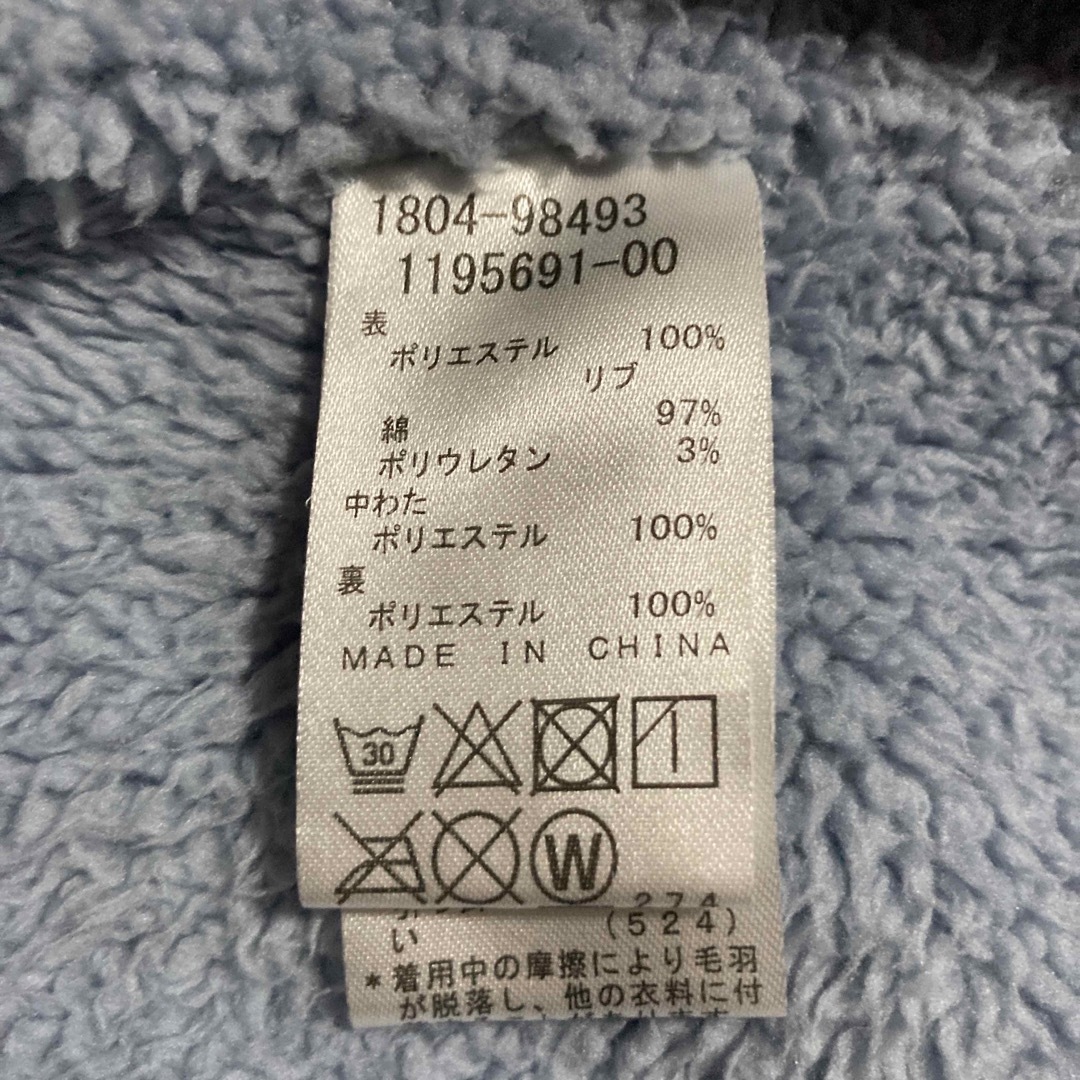 1804-98493
1195691-00
表
ポリエステル 100%
リブ
綿 97%
ポリウレタン 3%
中わた
ポリエステル 100%
裏
ポリエステル 100%
MADE IN CHINA
30
W
(524)
い
*着用中の摩擦により毛羽
が脱落し、他の衣料に付